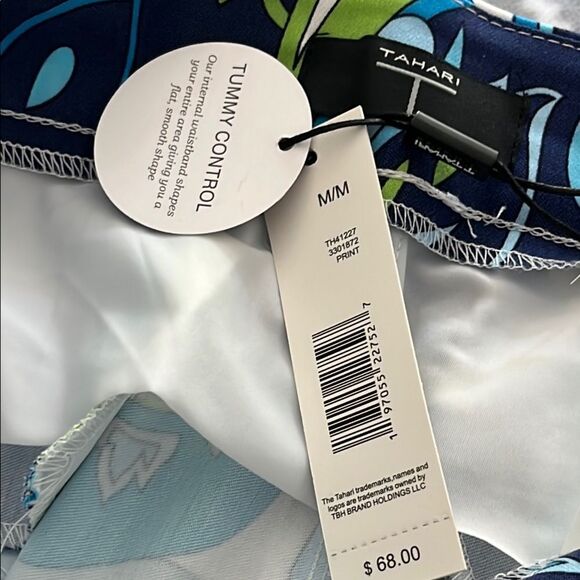 TUMMY CONTROL
Our internal waistband shapes
your entire area giving you a
flat, smooth shape
TAHARI
M/M
TH41227
3301872
PRINT
1 97055 22752 7
The Tahari trademarks,names and
logos are trademarks owned by
TBH BRAND HOLDINGS LLC
$ 68.00